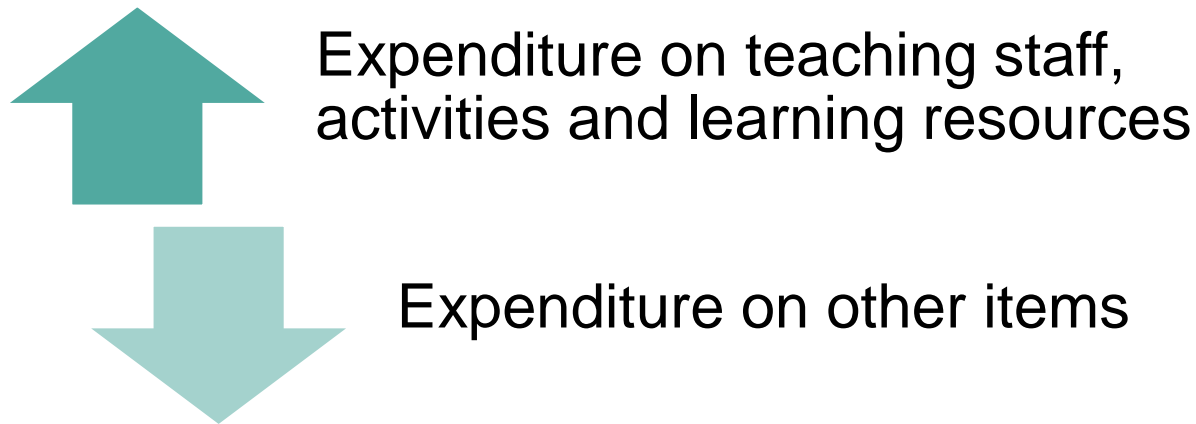 Expenditure on teaching staff,
activities and learning resources
Expenditure on other items